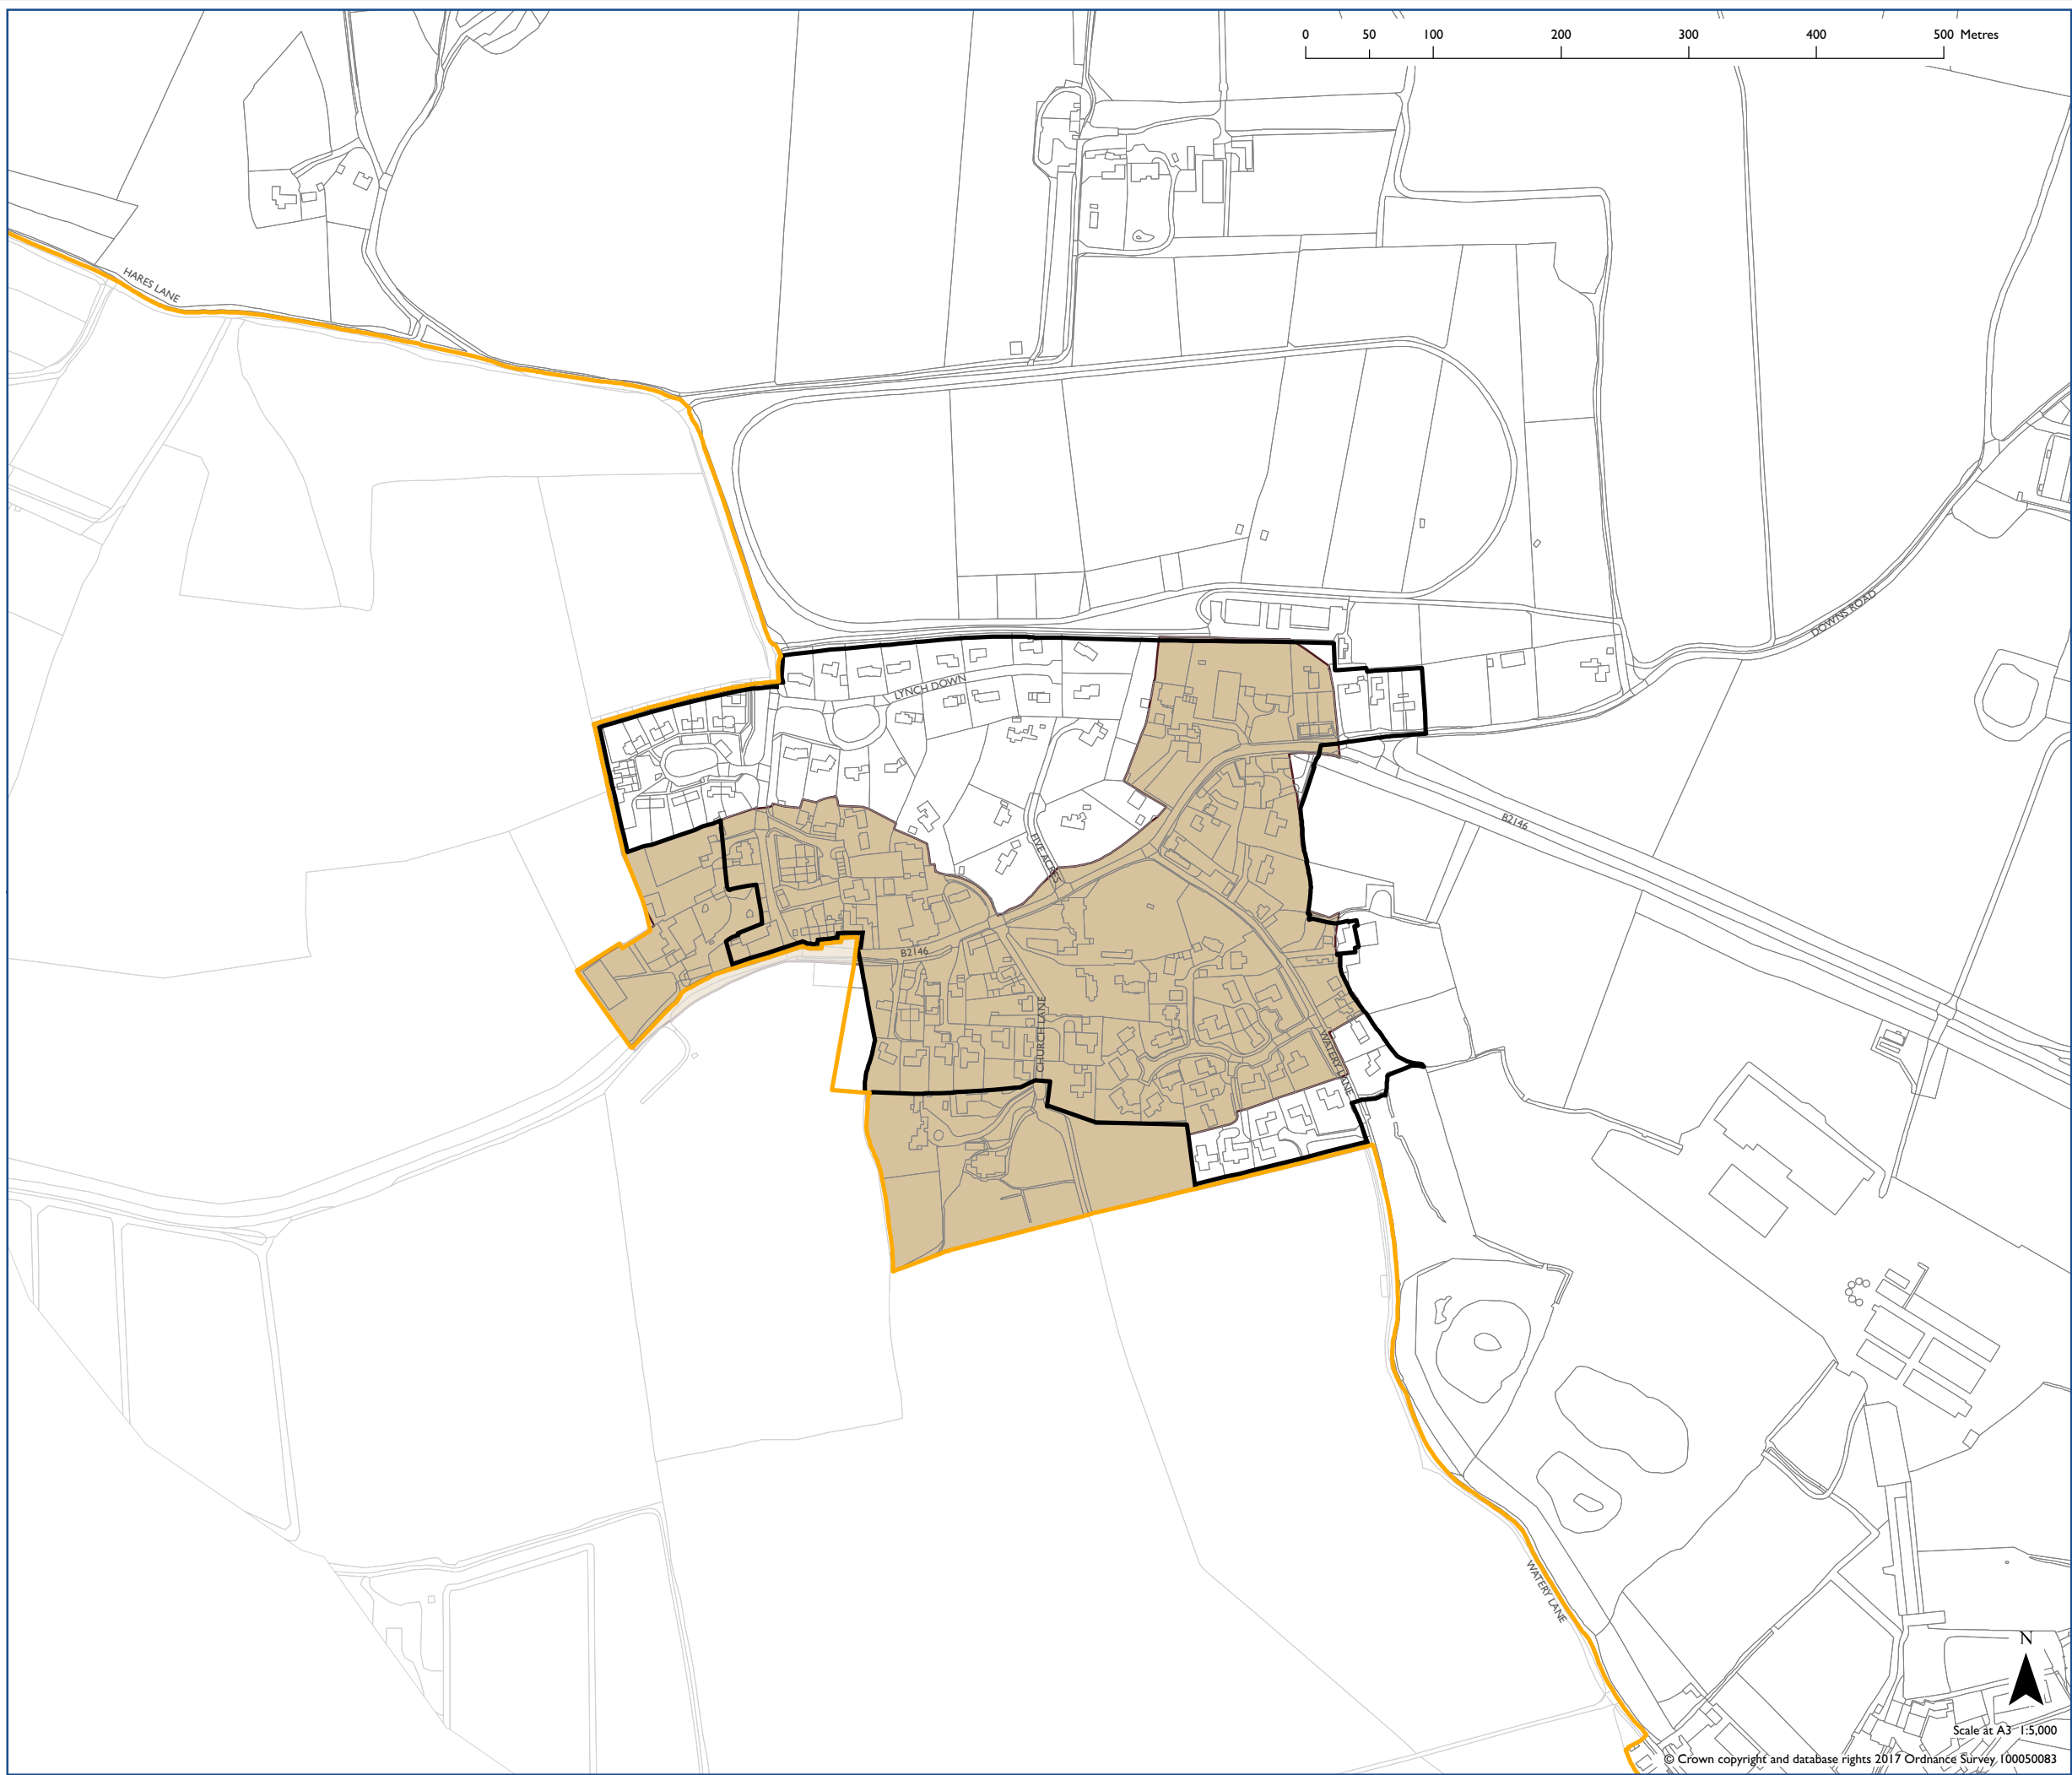 0 50 100 200 300 400 500 Metres
HARES LANE
DOWNS ROAD
LYNCH DOWN
B2146
FIVE ACRES
B2146
CHURCH LANE
WATERY LANE
WATERY LANE
N
Scale at A3 1:5,000
© Crown copyright and database rights 2017 Ordnance Survey 100050083